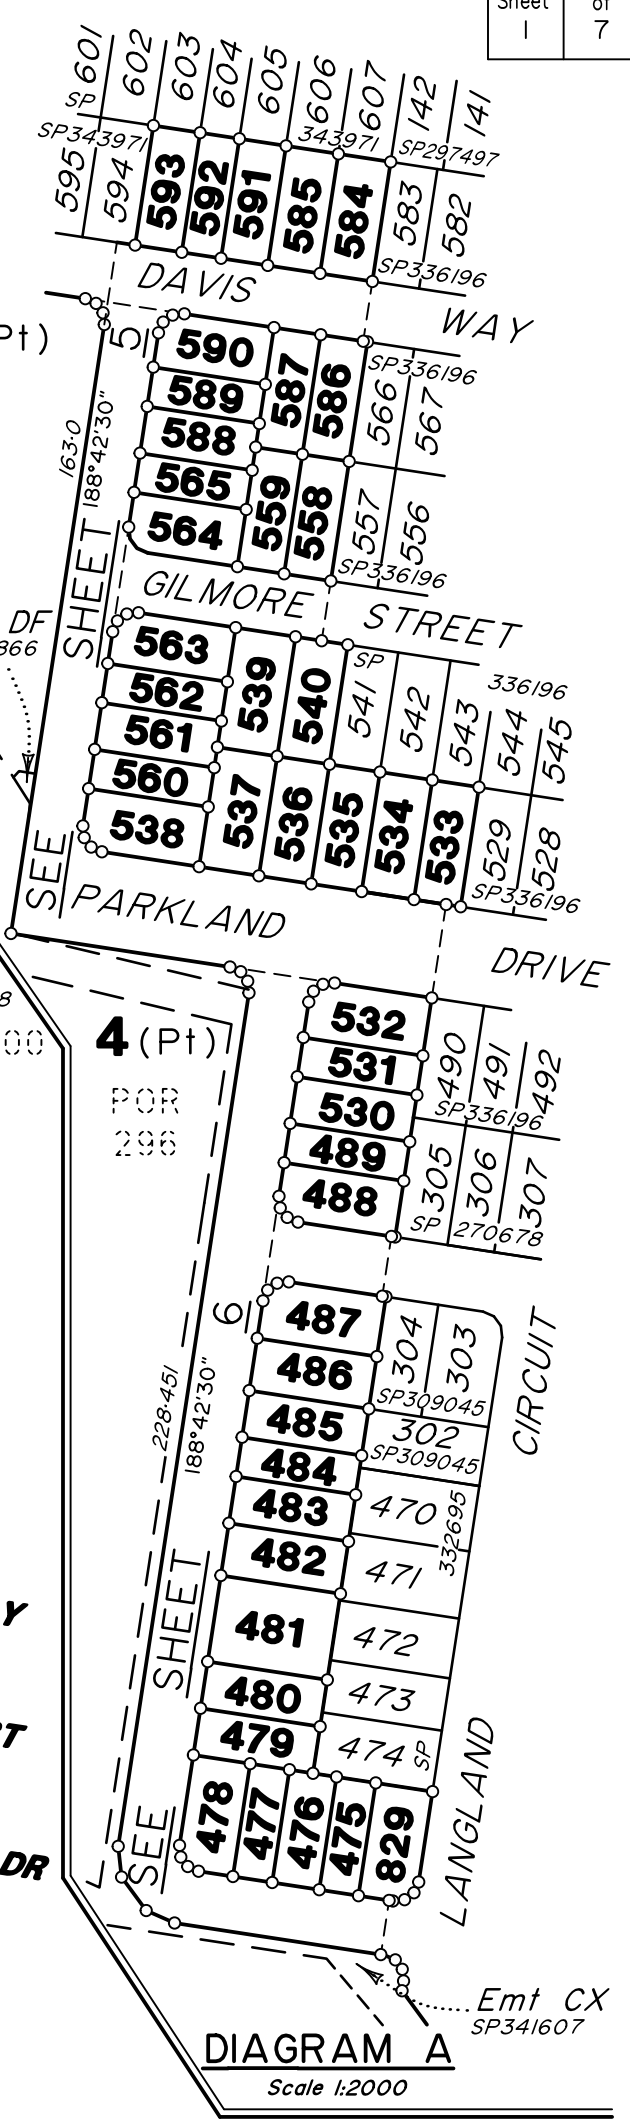 Sheet of
1 7
601 602 603 604 605 606 607 142 141
SP 343971 SP297497
SP343971
595 594 593 592 591 585 584 583 582
SP336196
DAVIS WAY
Pt)
5
590 587 586 SP336196
589 566 567
588
163·0
188°42'30"
565 559 558 557 556
564
SP336196
SEE SHEET 5
GILMORE STREET
DF
866
563 539 540 541 542 543 544 545
SP 336196
562
561
560 537 536 535 534 533 529 528
538
SP336196
PARKLAND DRIVE
8
00
4 (Pt)
POR
296
532
531 490 491 492
530 SP336196
489 305 306 307
488 SP 270678
6
487 304 303
486
SP309045
485 302
SP309045
484
483 470
332695
482 471
481 472
480 473
479 474 SP
228·451
188°42'30"
SEE SHEET 6
478 477 476 475 829
LANGLAND CIRCUIT
Y
T
DR
Emt CX
SP341607
DIAGRAM A
Scale 1:2000